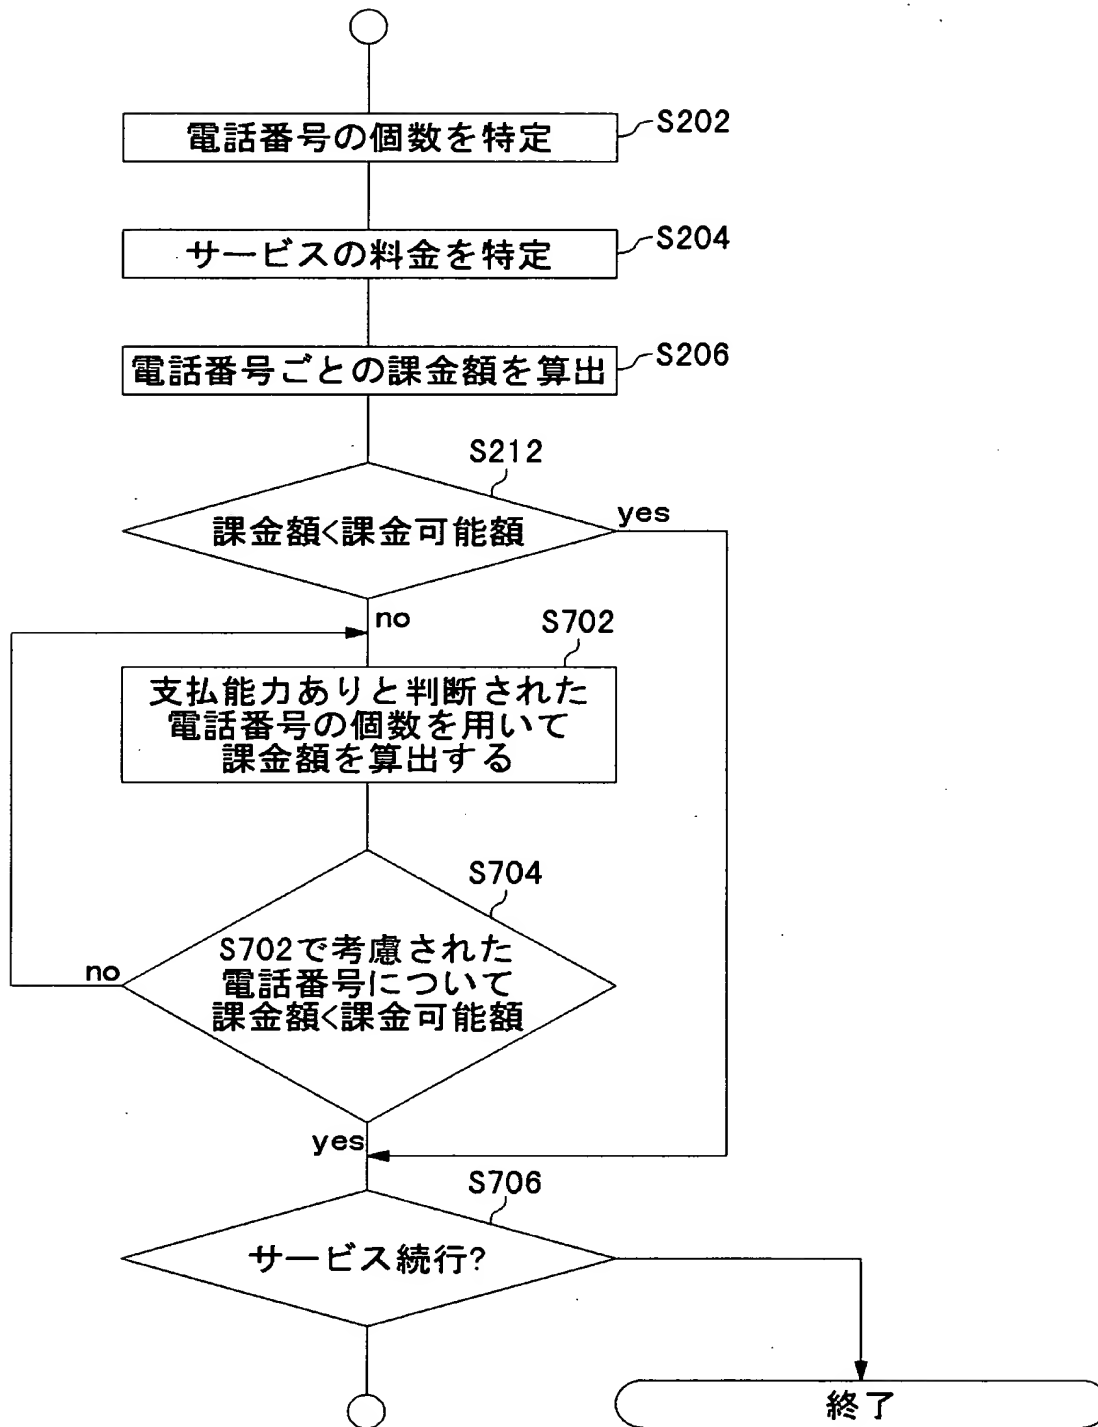 電話番号の個数を特定
S202
サービスの料金を特定
S204
電話番号ごとの課金額を算出
S206
S212
課金額<課金可能額
yes
no
S702
支払能力ありと判断された
電話番号の個数を用いて
課金額を算出する
S704
S702で考慮された
電話番号について
課金額<課金可能額
no
yes
S706
サービス続行?
終了